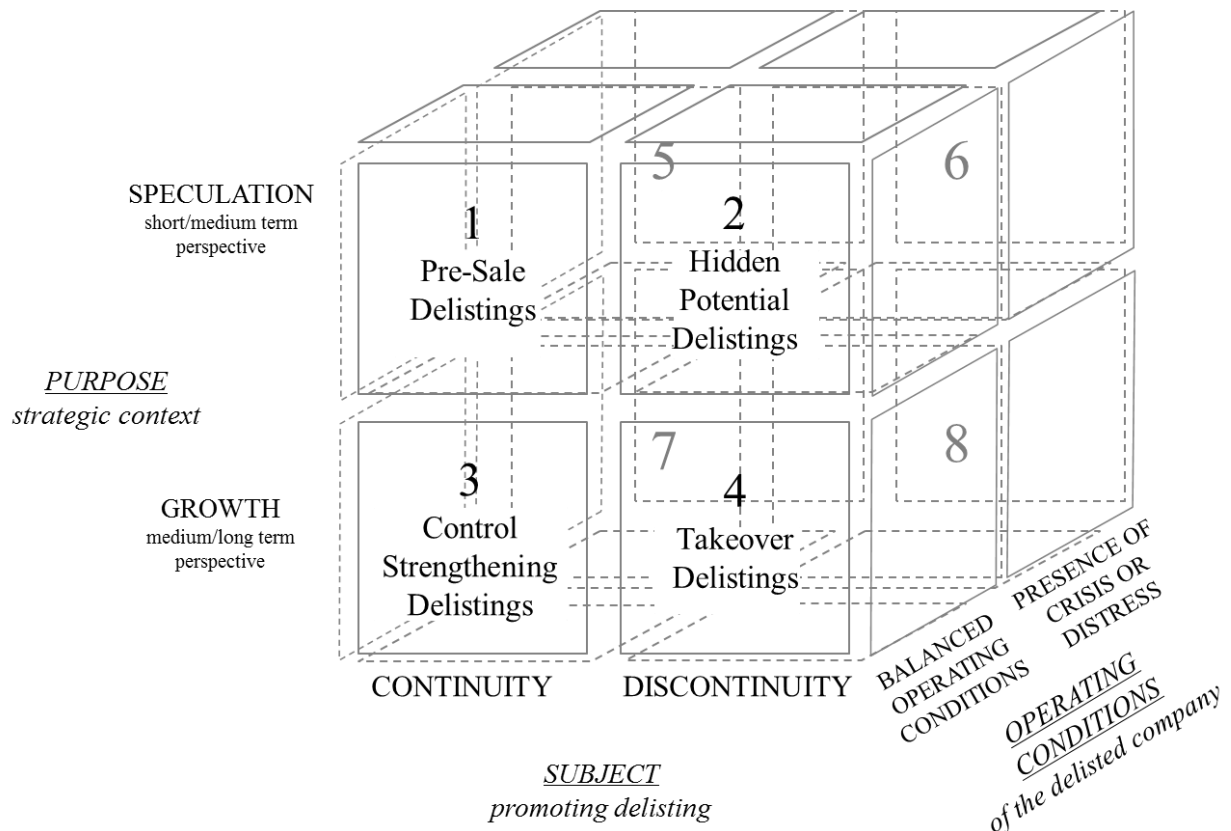 5
6
SPECULATION
short/medium term
perspective
1
Pre-Sale
Delistings
2
Hidden
Potential
Delistings
PURPOSE
strategic context
7
8
GROWTH
medium/long term
perspective
3
Control
Strengthening
Delistings
4
Takeover
Delistings
CONTINUITY
DISCONTINUITY
BALANCED
OPERATING
CONDITIONS
PRESENCE OF
CRISIS OR
DISTRESS
OPERATING
CONDITIONS
of the delisted company
SUBJECT
promoting delisting